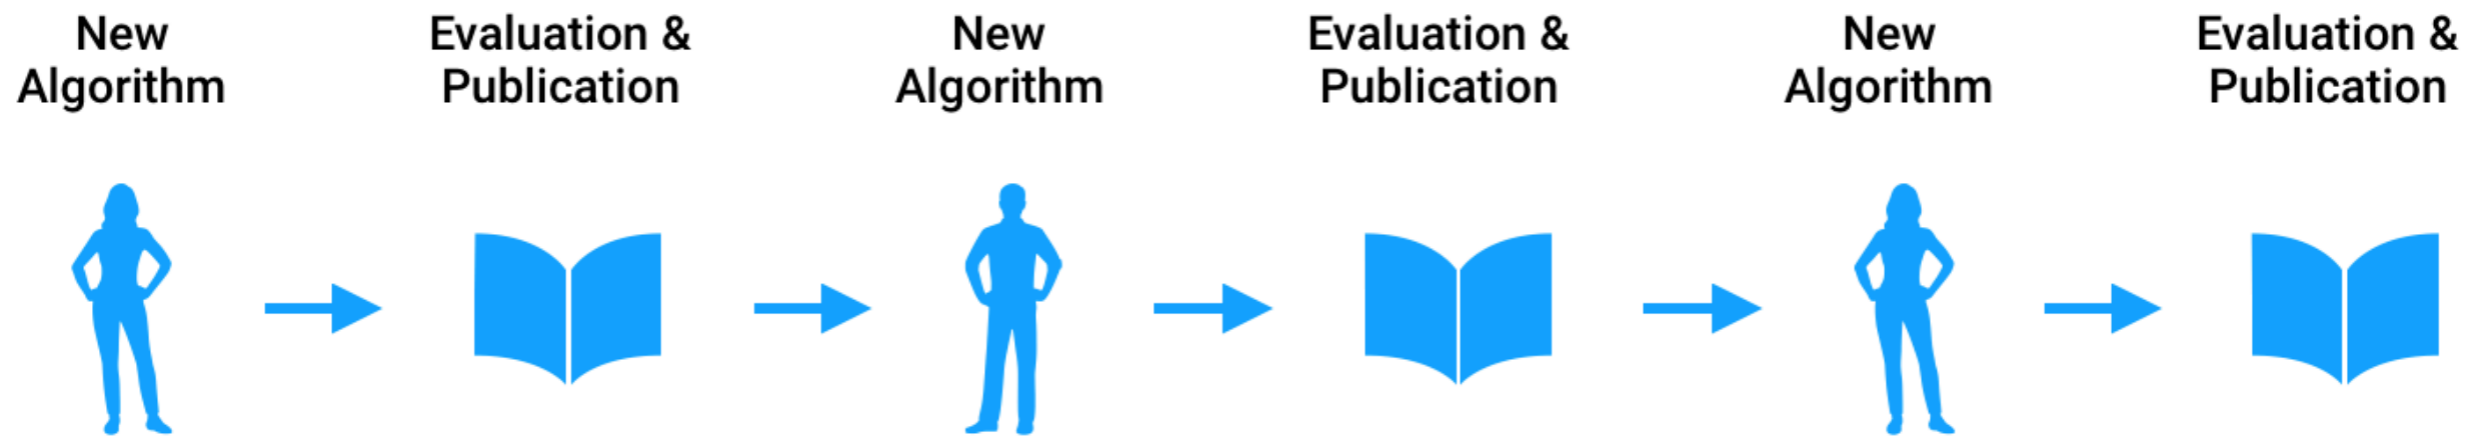 New
Algorithm
Evaluation &
Publication
New
Algorithm
Evaluation &
Publication
New
Algorithm
Evaluation &
Publication